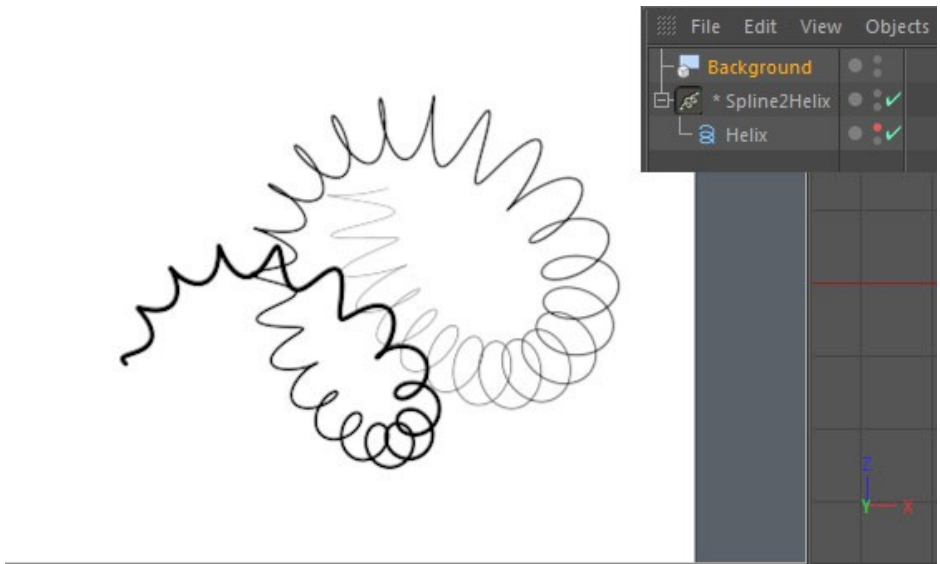 File Edit View Objects
Background
* Spline2Helix
Helix
Z
Y X